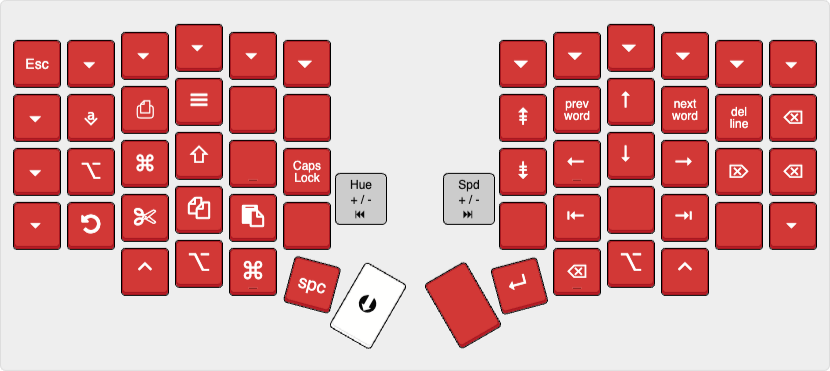 Esc
prev
word
next
word
del
line
Caps
Lock
Hue
+ / -
Spd
+ / -
spc